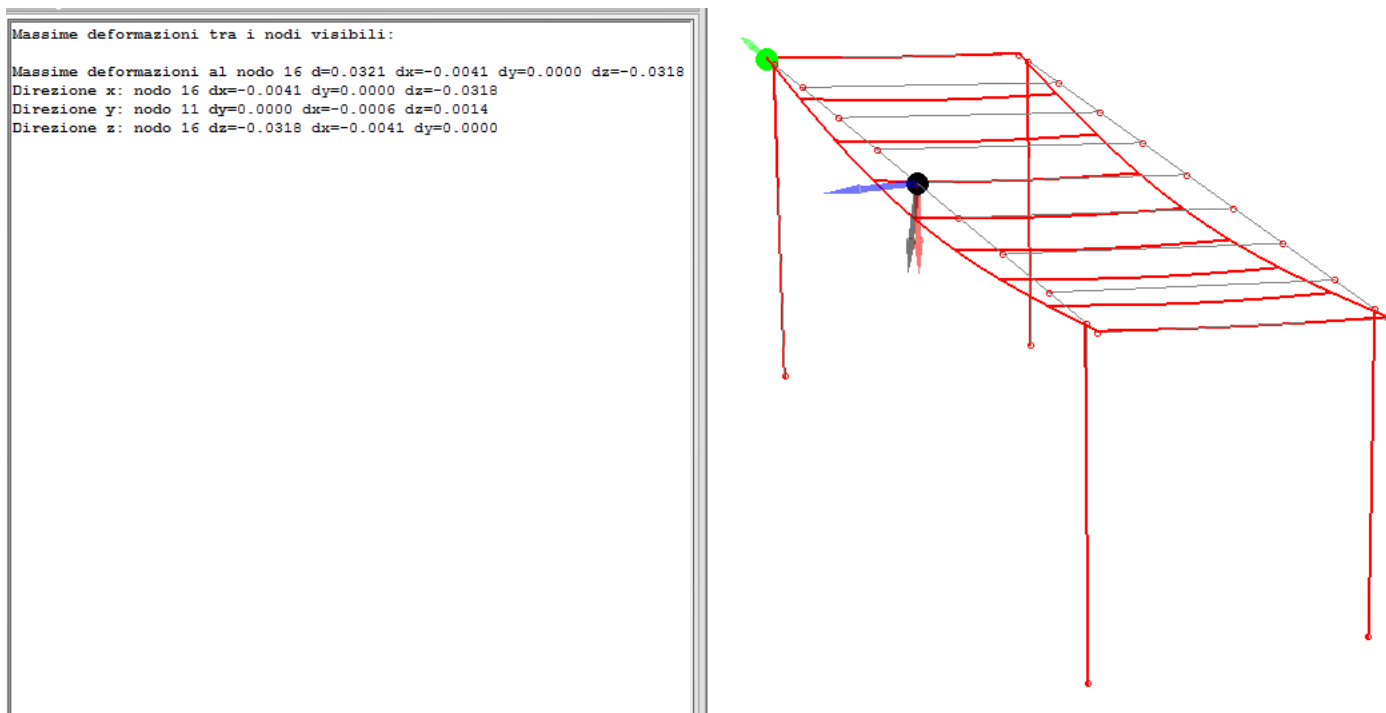 Massime deformazioni tra i nodi visibili:
Massime deformazioni al nodo 16 d=0.0321 dx=-0.0041 dy=0.0000 dz=-0.0318
Direzione x: nodo 16 dx=-0.0041 dy=0.0000 dz=-0.0318
Direzione y: nodo 11 dy=0.0000 dx=-0.0006 dz=0.0014
Direzione z: nodo 16 dz=-0.0318 dx=-0.0041 dy=0.0000